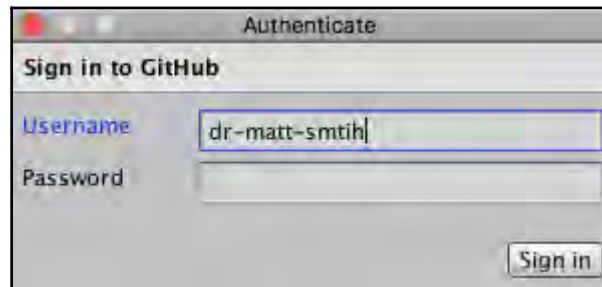 Authenticate
Sign in to GitHub
Username dr-matt-smtih
Password
Sign in